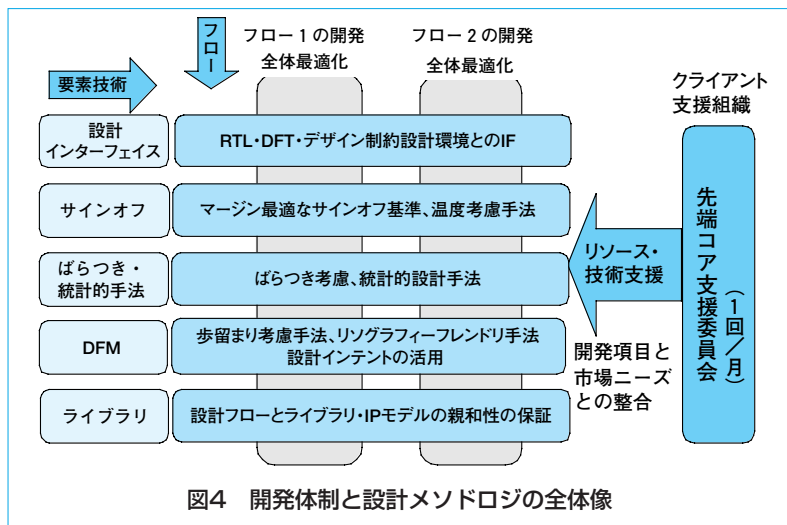 フロー
フロー1の開発
全体最適化
フロー2の開発
全体最適化
要素技術
クライアント
支援組織
設計
インターフェイス
RTL・DFT・デザイン制約設計環境とのIF
サインオフ
マージン最適なサインオフ基準、温度考慮手法
ばらつき・
統計的手法
ばらつき考慮、統計的設計手法
DFM
歩留まり考慮手法、リソグラフィーフレンドリ手法
設計インテントの活用
ライブラリ
設計フローとライブラリ・IPモデルの親和性の保証
リソース・
技術支援
開発項目と
市場ニーズ
との整合
先端コア支援委員会
（1回／月）
図4 開発体制と設計メソドロジの全体像